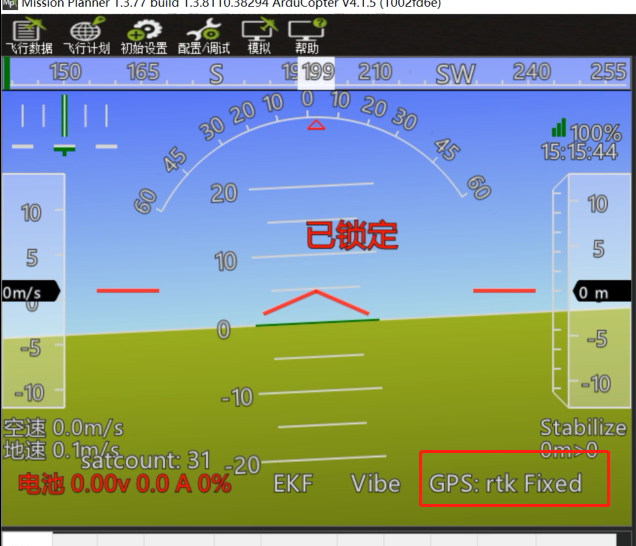 Mission Planner 1.3.77 build 1.3.8110.38294 ArduCopter V4.1.5 (1002fd6e)
飞行数据 飞行计划 初始设置 配置/调试 模拟 帮助
150 165 S 199 210 SW 240 255
60 45 30 20 10 0 10 20 30 45 60
100%
15:15:44
20
已锁定
10
0
-10
-20
10
5
0m/s
0
-5
-10
10
5
0 m
-5
-10
空速 0.0m/s
地速 0.1m/s
satcount: 31
Stabilize
0m>0
电池 0.00v 0.0 A 0% EKF Vibe GPS: rtk Fixed